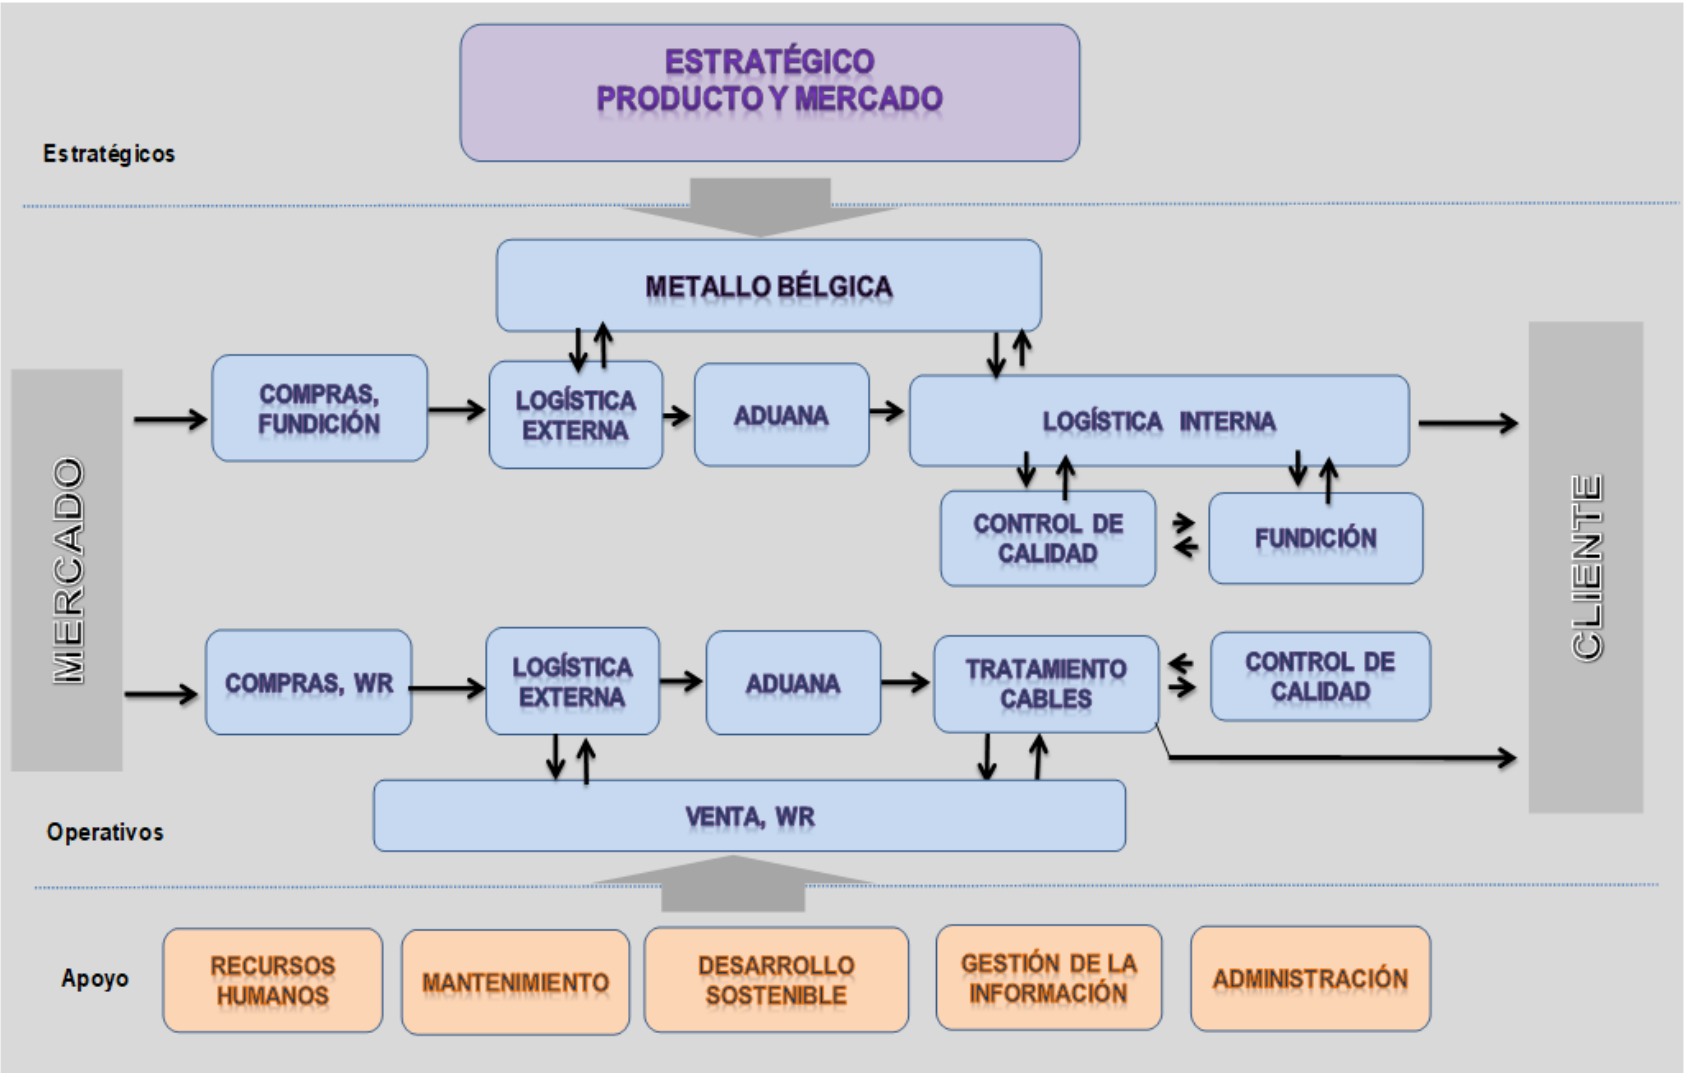 ESTRATÉGICO
PRODUCTO Y MERCADO
Estratégicos
METALLO BÉLGICA
MERCADO
COMPRAS,
FUNDICIÓN
LOGÍSTICA
EXTERNA
ADUANA
LOGÍSTICA INTERNA
CONTROL DE
CALIDAD
FUNDICIÓN
CLIENTE
COMPRAS, WR
LOGÍSTICA
EXTERNA
ADUANA
TRATAMIENTO
CABLES
CONTROL DE
CALIDAD
VENTA, WR
Operativos
Apoyo
RECURSOS
HUMANOS
MANTENIMIENTO
DESARROLLO
SOSTENIBLE
GESTIÓN DE LA
INFORMACIÓN
ADMINISTRACIÓN